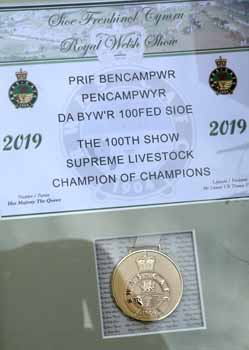 Sioe Frenhinol Cymru
Royal Welsh Show
PRIF BENCAMPWR
PENCAMPWYR
DA BYW'R 100FED SIOE
2019
2019
THE 100TH SHOW
SUPREME LIVESTOCK
CHAMPION OF CHAMPIONS
1904
Her Majesty The Queen